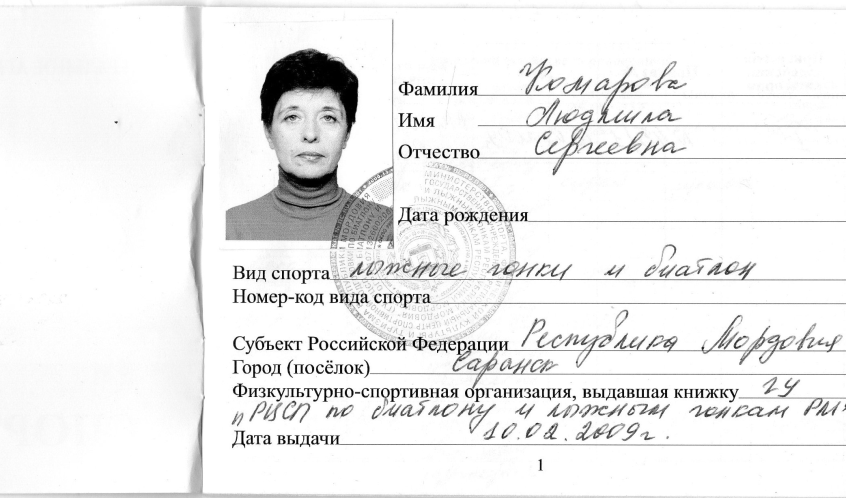 Фамилия Комарова
Имя Людмила
Отчество Сергеевна
Дата рождения
Вид спорта лыжные гонки и биатлон
Номер-код вида спорта
Субъект Российской Федерации Республика Мордовия
Город (посёлок) Саранск
Физкультурно-спортивная организация, выдавшая книжку ГУ
"РЦСП по биатлону и лыжным гонкам РМ"
Дата выдачи 10.02.2009г.
1